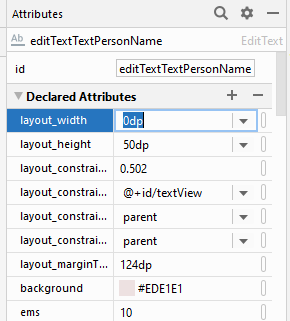 Attributes
Ab editTextTextPersonName EditText
id editTextTextPersonName
Declared Attributes
layout_width 0dp
layout_height 50dp
layout_constrai... 0.502
layout_constrai... @+id/textView
layout_constrai... parent
layout_constrai... parent
layout_marginT... 124dp
background #EDE1E1
ems 10